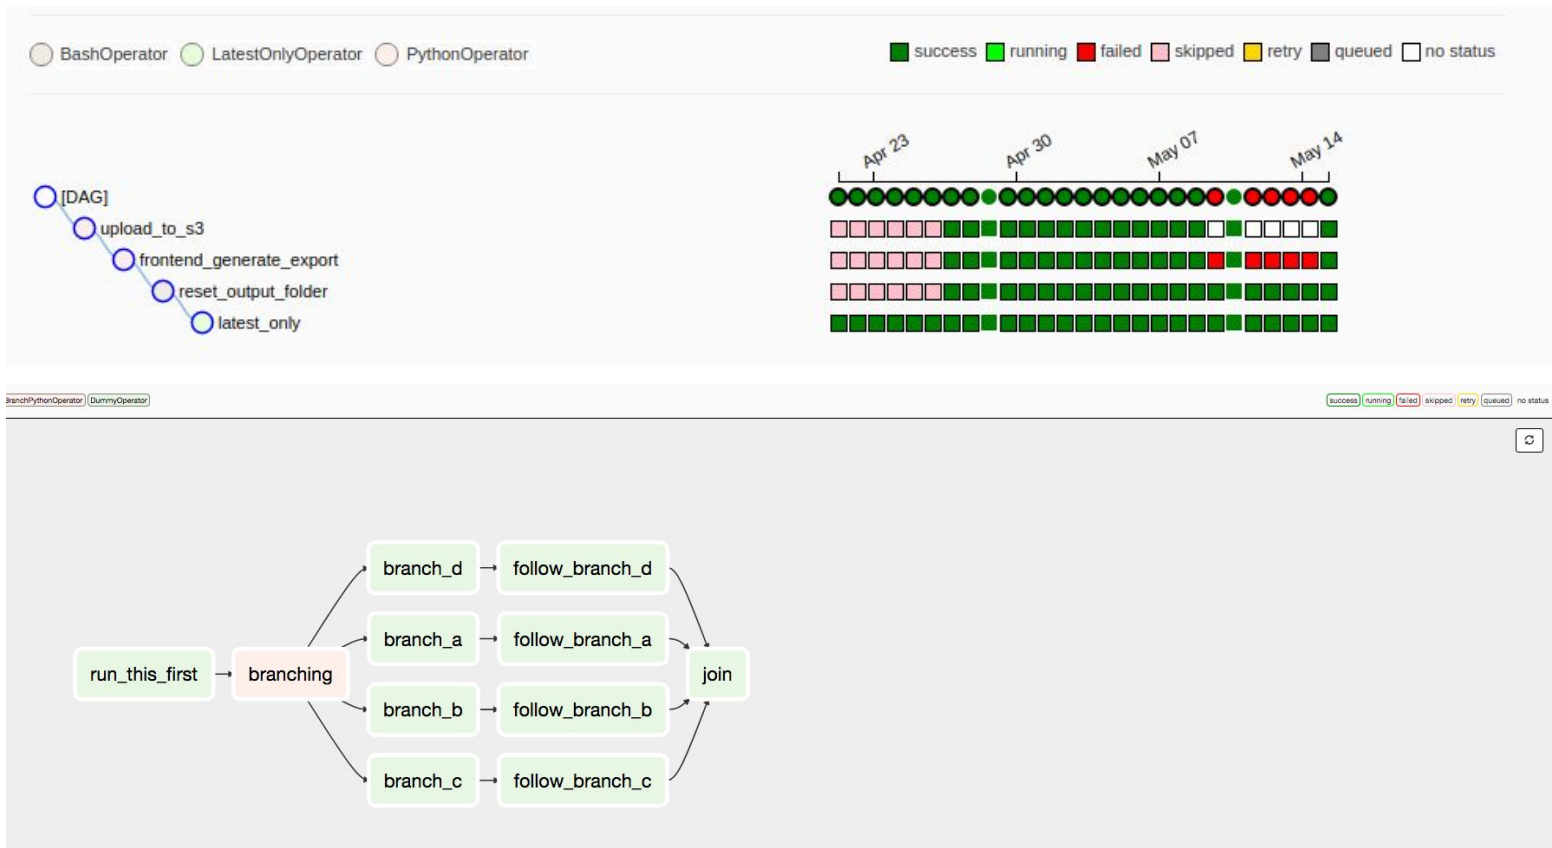 BashOperator LatestOnlyOperator PythonOperator
success running failed skipped retry queued no status
Apr 23 Apr 30 May 07 May 14
[DAG]
upload_to_s3
frontend_generate_export
reset_output_folder
latest_only
BranchPythonOperator DummyOperator
success running failed skipped retry queued no status
branch_d follow_branch_d
branch_a follow_branch_a
run_this_first branching join
branch_b follow_branch_b
branch_c follow_branch_c